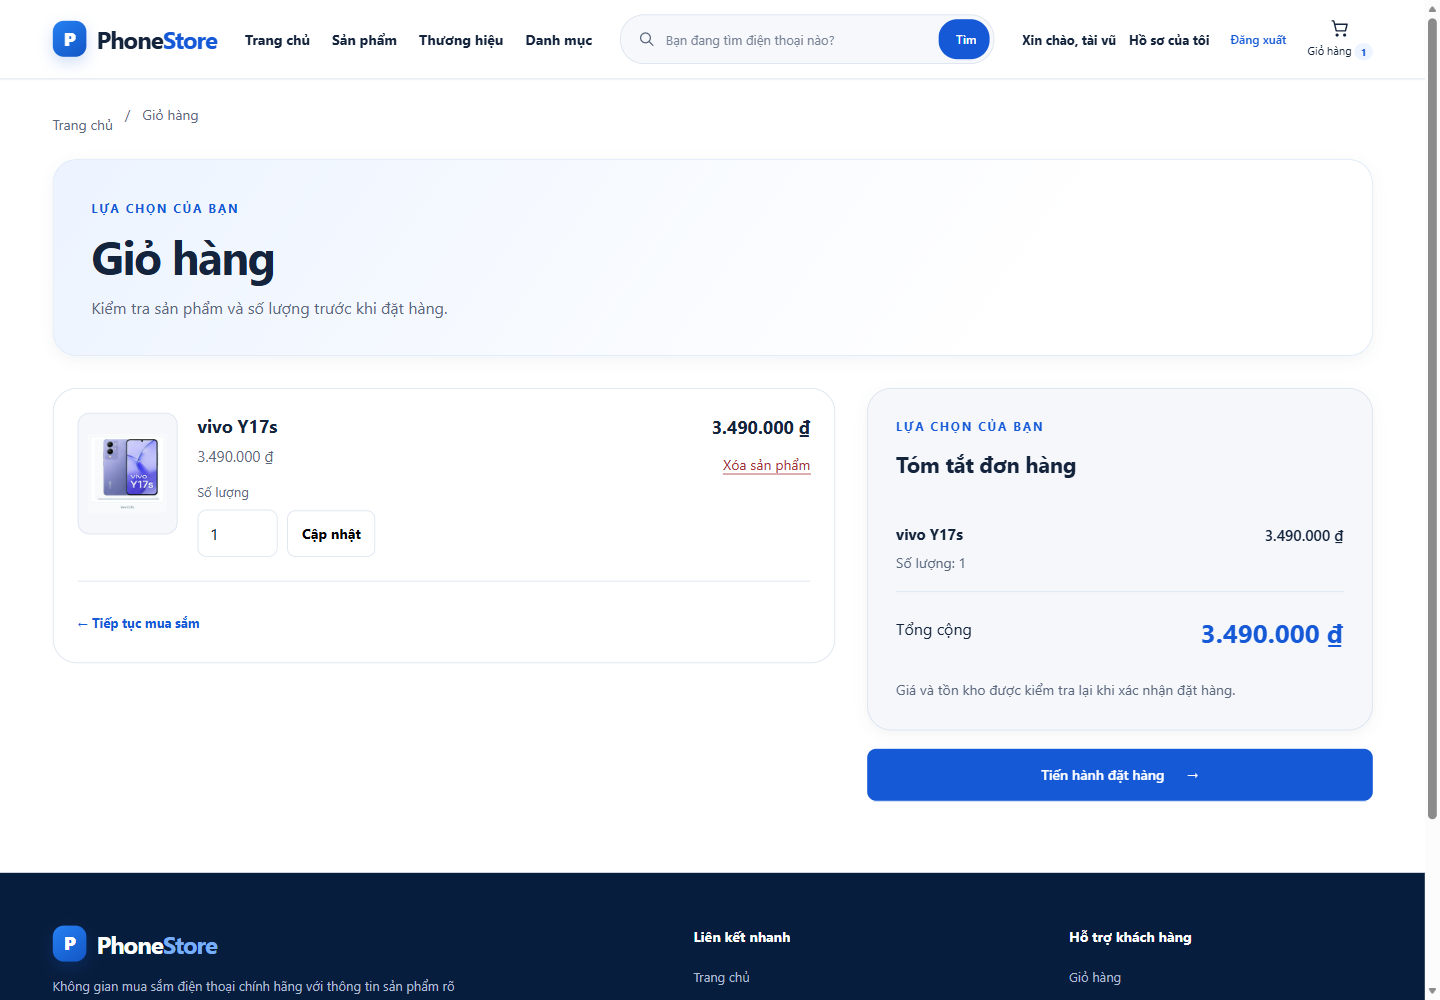 P PhoneStore
Trang chủ Sản phẩm Thương hiệu Danh mục
Bạn đang tìm điện thoại nào?
Tìm
Xin chào, tài vũ Hồ sơ của tôi Đăng xuất
Giỏ hàng 1
Trang chủ / Giỏ hàng
LỰA CHỌN CỦA BẠN
Giỏ hàng
Kiểm tra sản phẩm và số lượng trước khi đặt hàng.
vivo Y17s
3.490.000 ₫
Số lượng
1 Cập nhật
3.490.000 ₫
Xóa sản phẩm
← Tiếp tục mua sắm
LỰA CHỌN CỦA BẠN
Tóm tắt đơn hàng
vivo Y17s 3.490.000 ₫
Số lượng: 1
Tổng cộng 3.490.000 ₫
Giá và tồn kho được kiểm tra lại khi xác nhận đặt hàng.
Tiến hành đặt hàng →
P PhoneStore
Không gian mua sắm điện thoại chính hãng với thông tin sản phẩm rõ
Liên kết nhanh
Trang chủ
Hỗ trợ khách hàng
Giỏ hàng